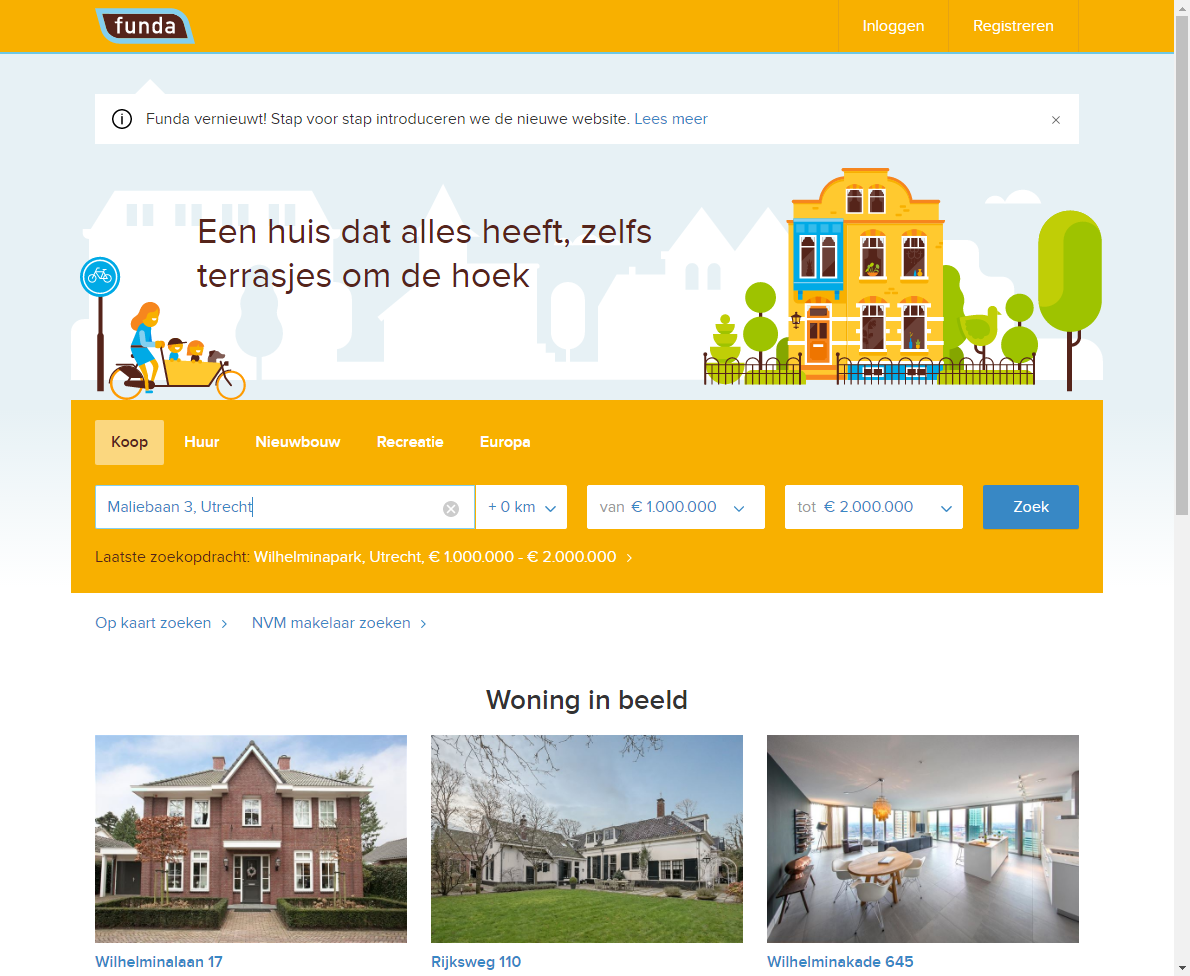 funda
Inloggen
Registreren
Funda vernieuwt! Stap voor stap introduceren we de nieuwe website. Lees meer
Een huis dat alles heeft, zelfs
terrasjes om de hoek
Koop
Huur
Nieuwbouw
Recreatie
Europa
Maliebaan 3, Utrecht
+ 0 km
van € 1.000.000
tot € 2.000.000
Zoek
Laatste zoekopdracht: Wilhelminapark, Utrecht, € 1.000.000 - € 2.000.000
Op kaart zoeken
NVM makelaar zoeken
Woning in beeld
Wilhelminalaan 17
Rijksweg 110
Wilhelminakade 645